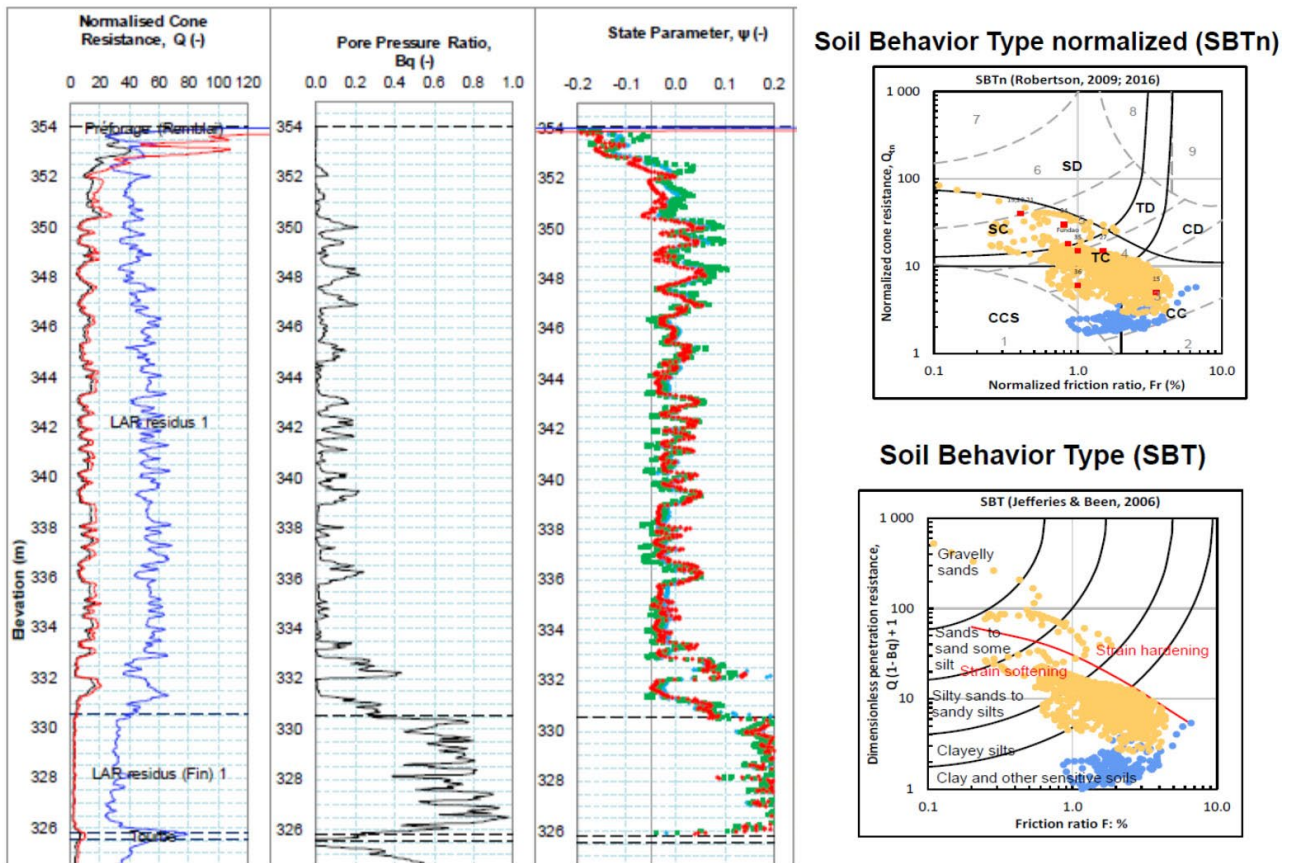 Normalised Cone
Resistance, Q (-)
0 20 40 60 80 100 120
Elevation (m)
354
352
350
348
346
344
342
340
338
336
334
332
330
328
326
Préforage (Remblai)
LAR résidus 1
LAR résidus (Fin) 1
Tourbe
Pore Pressure Ratio,
Bq (-)
0.0 0.2 0.4 0.6 0.8 1.0
354
352
350
348
346
344
342
340
338
336
334
332
330
328
326
State Parameter, ψ (-)
-0.2 -0.1 0.0 0.1 0.2
354
352
350
348
346
344
342
340
338
336
334
332
330
328
326
Soil Behavior Type normalized (SBTn)
SBTn (Robertson, 2009; 2016)
Normalized cone resistance, Qtn
1 000
100
10
1
7
8
9
6
SD
TD
SC
CD
Fundao
TC
4
3
CCS
CC
1
2
0.1 1.0 10.0
Normalized friction ratio, Fr (%)
Soil Behavior Type (SBT)
SBT (Jefferies & Been, 2006)
Dimensionless penetration resistance,
Q (1- Bq) + 1
1 000
100
10
1
Gravelly
sands
Sands to
sand some
silt
Strain hardening
Strain softening
Silty sands to
sandy silts
Clayey silts
Clay and other sensitive soils
0.1 1.0 10.0
Friction ratio F: %